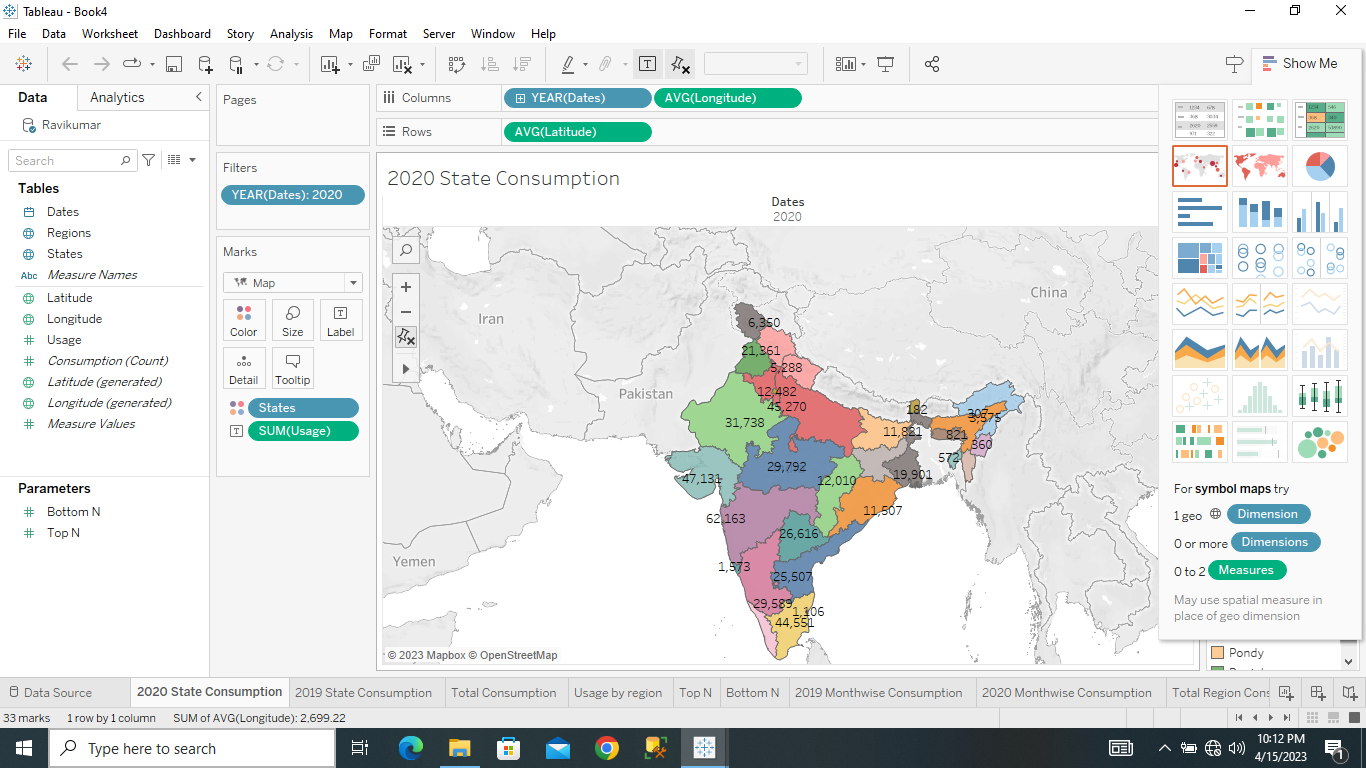 Tableau - Book4
File Data Worksheet Dashboard Story Analysis Map Format Server Window Help
Show Me
Data Analytics
Ravikumar
Search
Tables
Dates
Regions
States
Abc Measure Names
Latitude
Longitude
Usage
Consumption (Count)
Latitude (generated)
Longitude (generated)
Measure Values
Parameters
Bottom N
Top N
Pages
Filters
YEAR(Dates): 2020
Marks
Map
Color Size Label
Detail Tooltip
States
SUM(Usage)
Columns YEAR(Dates) AVG(Longitude)
Rows AVG(Latitude)
2020 State Consumption
Dates
2020
Iran
China
Pakistan
Yemen
6,350
21,361
5,288
12,482
45,270
182
307
3,575
31,738
11,821
821
360
29,792
572
47,131
12,010
19,901
62,163
11,507
26,616
1,573
25,507
29,589
1,106
44,551
© 2023 Mapbox © OpenStreetMap
For symbol maps try
1 geo Dimension
0 or more Dimensions
0 to 2 Measures
May use spatial measure in
place of geo dimension
Pondy
Data Source 2020 State Consumption 2019 State Consumption Total Consumption Usage by region Top N Bottom N 2019 Monthwise Consumption 2020 Monthwise Consumption Total Region Cons
33 marks 1 row by 1 column SUM of AVG(Longitude): 2,699.22
Type here to search
10:12 PM
4/15/2023
1